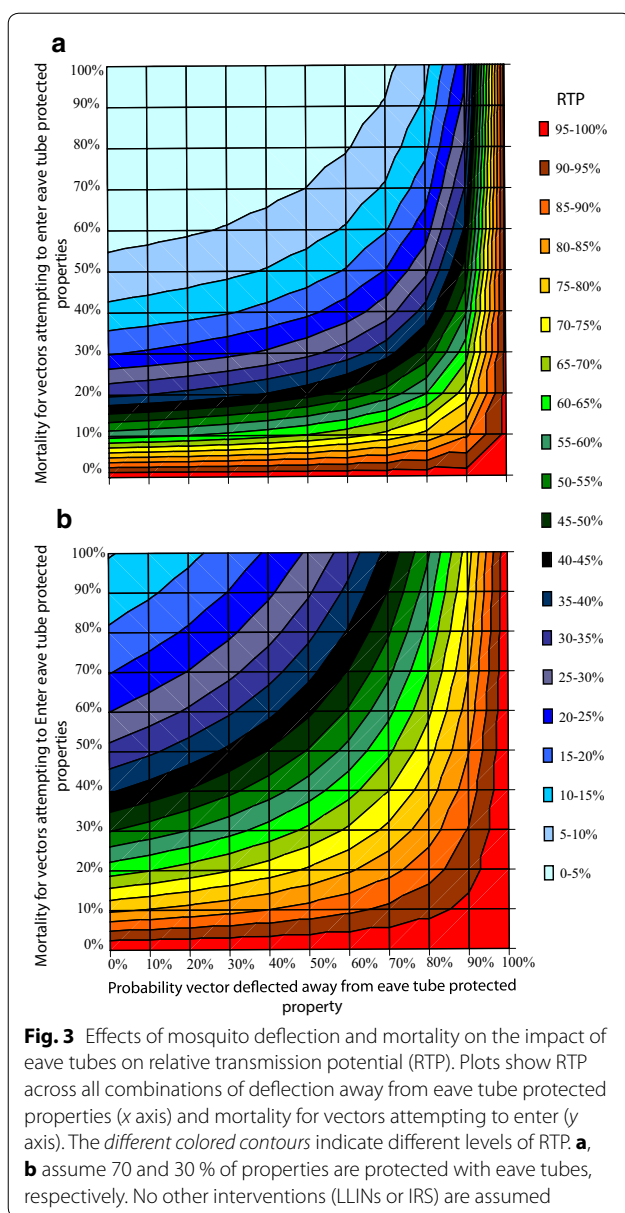 a
Mortality for vectors attempting to enter eave tube protected
properties
100%
90%
80%
70%
60%
50%
40%
30%
20%
10%
0%
b
Mortality for vectors attempting to Enter eave tube protected
properties
100%
90%
80%
70%
60%
50%
40%
30%
20%
10%
0%
0% 10% 20% 30% 40% 50% 60% 70% 80% 90% 100%
Probability vector deflected away from eave tube protected
property
RTP
95-100%
90-95%
85-90%
80-85%
75-80%
70-75%
65-70%
60-65%
55-60%
50-55%
45-50%
40-45%
35-40%
30-35%
25-30%
20-25%
15-20%
10-15%
5-10%
0-5%
Fig. 3 Effects of mosquito deflection and mortality on the impact of
eave tubes on relative transmission potential (RTP). Plots show RTP
across all combinations of deflection away from eave tube protected
properties (x axis) and mortality for vectors attempting to enter (y
axis). The different colored contours indicate different levels of RTP. a,
b assume 70 and 30 % of properties are protected with eave tubes,
respectively. No other interventions (LLINs or IRS) are assumed